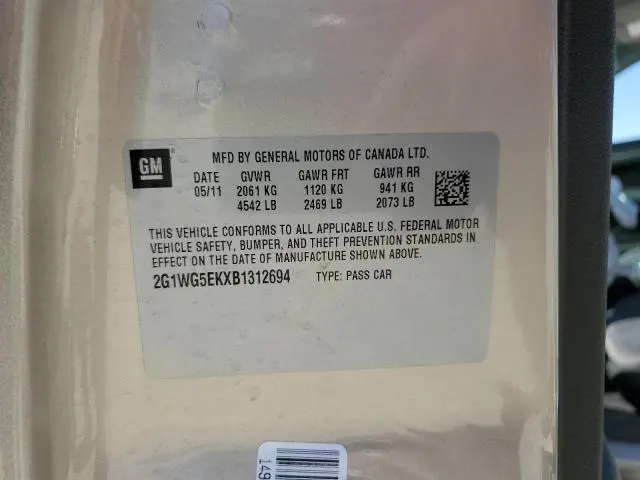 GM
MFD BY GENERAL MOTORS OF CANADA LTD.
DATE GVWR GAWR FRT GAWR RR
05/11 2061 KG 1120 KG 941 KG
4542 LB 2469 LB 2073 LB
THIS VEHICLE CONFORMS TO ALL APPLICABLE U.S. FEDERAL MOTOR
VEHICLE SAFETY, BUMPER, AND THEFT PREVENTION STANDARDS IN
EFFECT ON THE DATE OF MANUFACTURE SHOWN ABOVE.
2G1WG5EKXB1312694 TYPE: PASS CAR
149